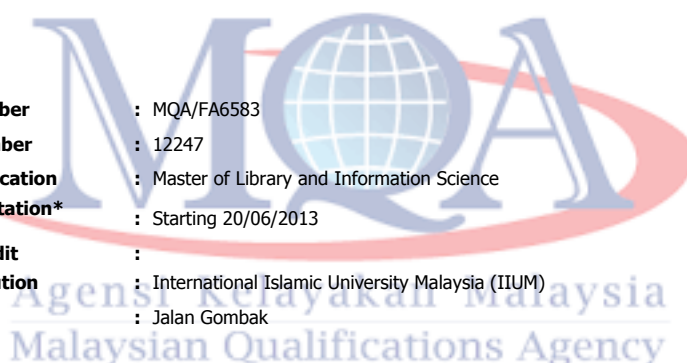 MQA
ber : MQA/FA6583
ber : 12247
cation : Master of Library and Information Science
tation* : Starting 20/06/2013
dit :
ution : International Islamic University Malaysia (IIUM)
: Jalan Gombak
Agensi Kelayakan Malaysia
Malaysian Qualifications Agency